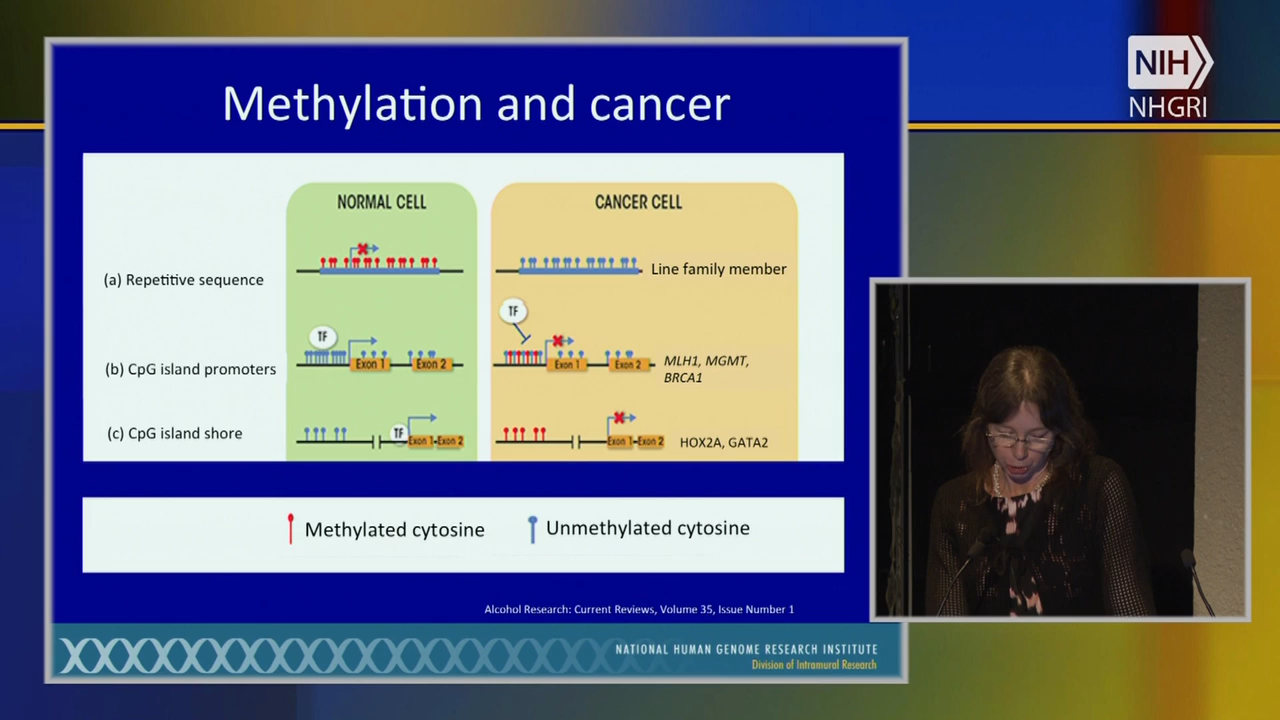 Methylation and cancer
NIH
NHGRI
NORMAL CELL
CANCER CELL
(a) Repetitive sequence
Line family member
TF
TF
(b) CpG island promoters
Exon 1
Exon 2
Exon 1
Exon 2
MLH1, MGMT,
BRCA1
(c) CpG island shore
TF
Exon 1
Exon 2
Exon 1
Exon 2
HOX2A, GATA2
Methylated cytosine
Unmethylated cytosine
Alcohol Research: Current Reviews, Volume 35, Issue Number 1
NATIONAL HUMAN GENOME RESEARCH INSTITUTE
Division of Intramural Research